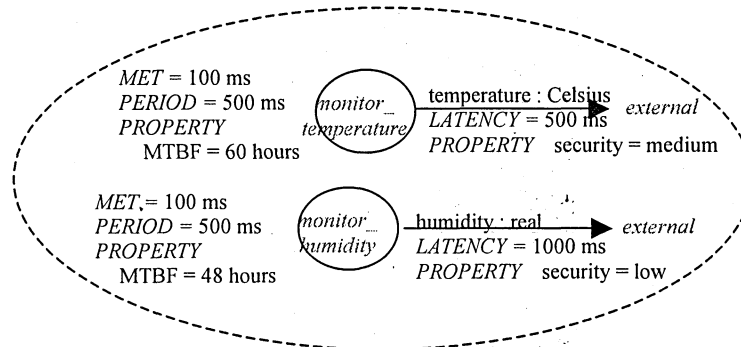 MET = 100 ms
PERIOD = 500 ms
PROPERTY
MTBF = 60 hours
monitor_
temperature
temperature : Celsius
LATENCY = 500 ms
PROPERTY security = medium
external
MET = 100 ms
PERIOD = 500 ms
PROPERTY
MTBF = 48 hours
monitor_
humidity
humidity : real
LATENCY = 1000 ms
PROPERTY security = low
external